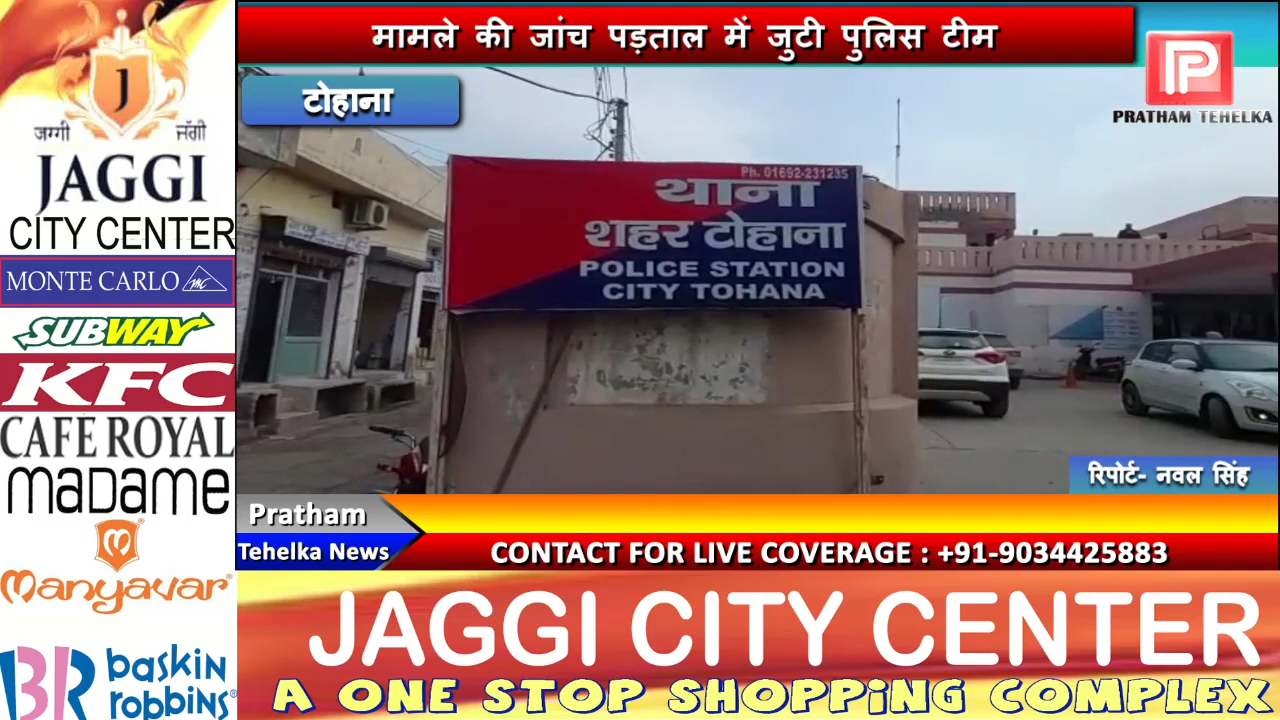 मामले की जांच पड़ताल में जुटी पुलिस टीम
टोहाना
P
PRATHAM TEHELKA
Ph. 01692-231235
थाना
शहर टोहाना
POLICE STATION
CITY TOHANA
रिपोर्ट- नवल सिंह
Pratham
Tehelka News
CONTACT FOR LIVE COVERAGE : +91-9034425883
J
जग्गी ਜੱਗੀ
JAGGI
CITY CENTER
MONTE CARLO MC
SUBWAY
KFC
CAFE ROYAL
maDame
Manyavar
BR baskin
robbins
JAGGI CITY CENTER
A ONE STOP SHOPPiNG COMPLEX